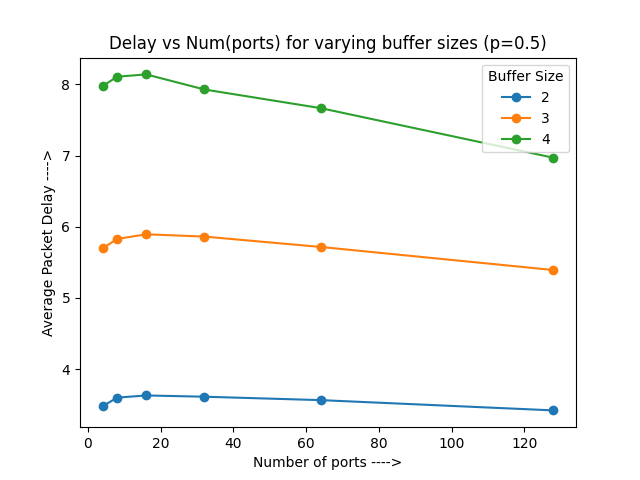 Delay vs Num(ports) for varying buffer sizes (p=0.5)
Buffer Size
2
3
4
8
7
6
5
4
Average Packet Delay ---->
0 20 40 60 80 100 120
Number of ports ---->